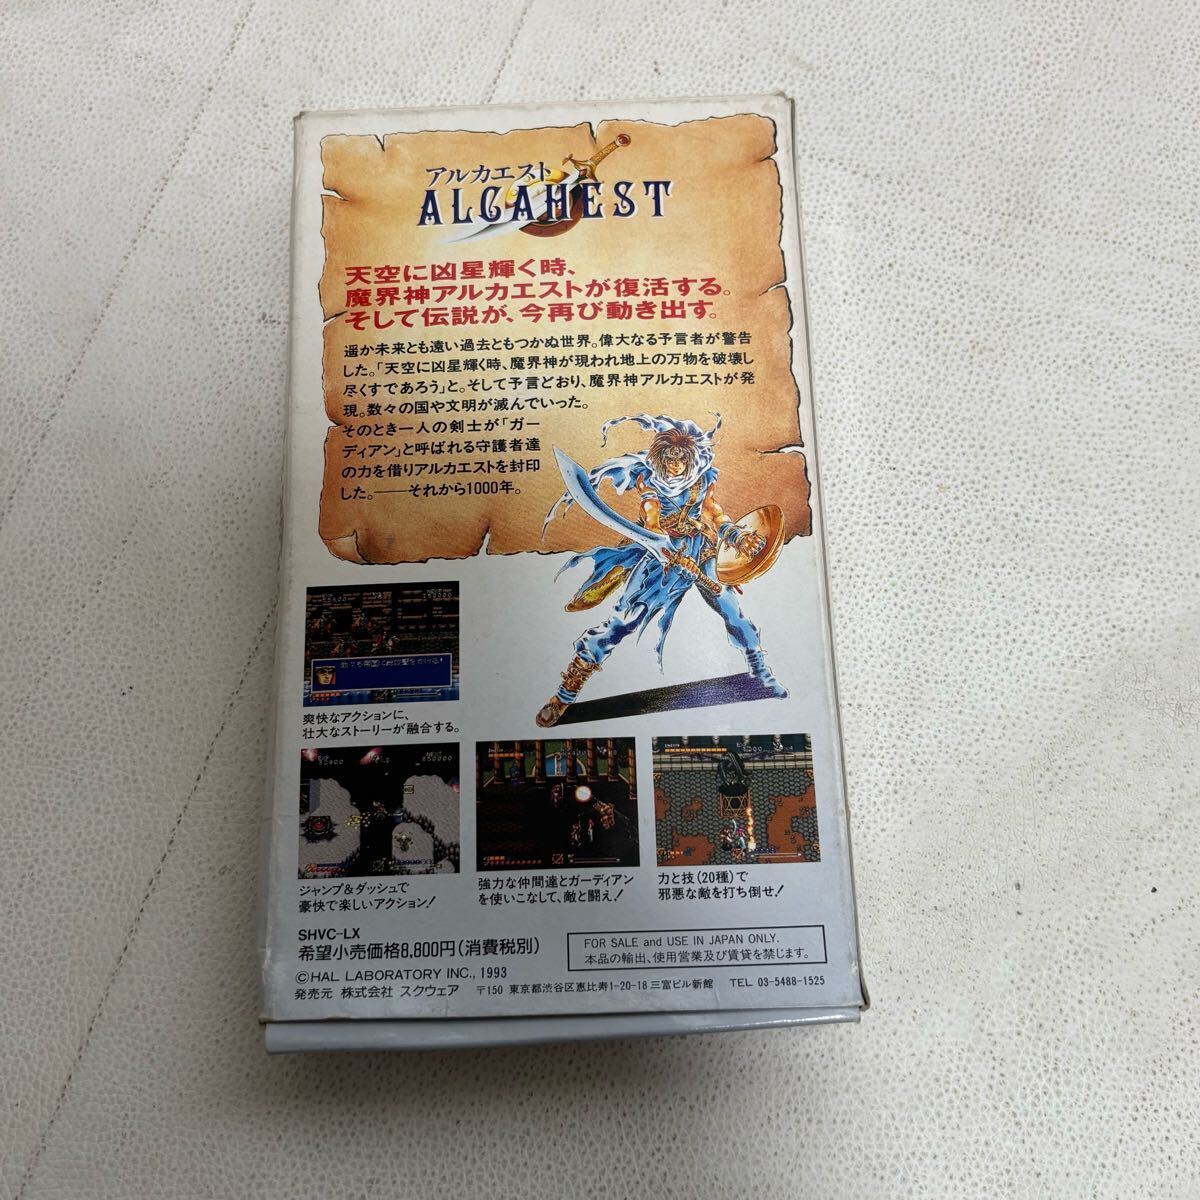 アルカエスト
ALCAHEST
天空に凶星輝く時、
魔界神アルカエストが復活する。
そして伝説が、今再び動き出す。
遥か未来とも遠い過去ともつかぬ世界。偉大なる予言者が警告
した。「天空に凶星輝く時、魔界神が現われ地上の万物を破壊し
尽くすであろう」と。そして予言どおり、魔界神アルカエストが発
現。数々の国や文明が滅んでいった。
そのとき一人の剣士が「ガー
ディアン」と呼ばれる守護者達
の力を借りアルカエストを封印
した。——それから1000年。
爽快なアクションに、
壮大なストーリーが融合する。
ジャンプ&ダッシュで
豪快で楽しいアクション!
強力な仲間達とガーディアン
を使いこなして、敵と闘え!
力と技(20種)で
邪悪な敵を打ち倒せ!
SHVC-LX
希望小売価格8,800円(消費税別)
FOR SALE and USE IN JAPAN ONLY.
本品の輸出、使用営業及び賃貸を禁じます。
©HAL LABORATORY INC., 1993
発売元 株式会社 スクウェア 〒150 東京都渋谷区恵比寿1-20-18 三富ビル新館 TEL 03-5488-1525